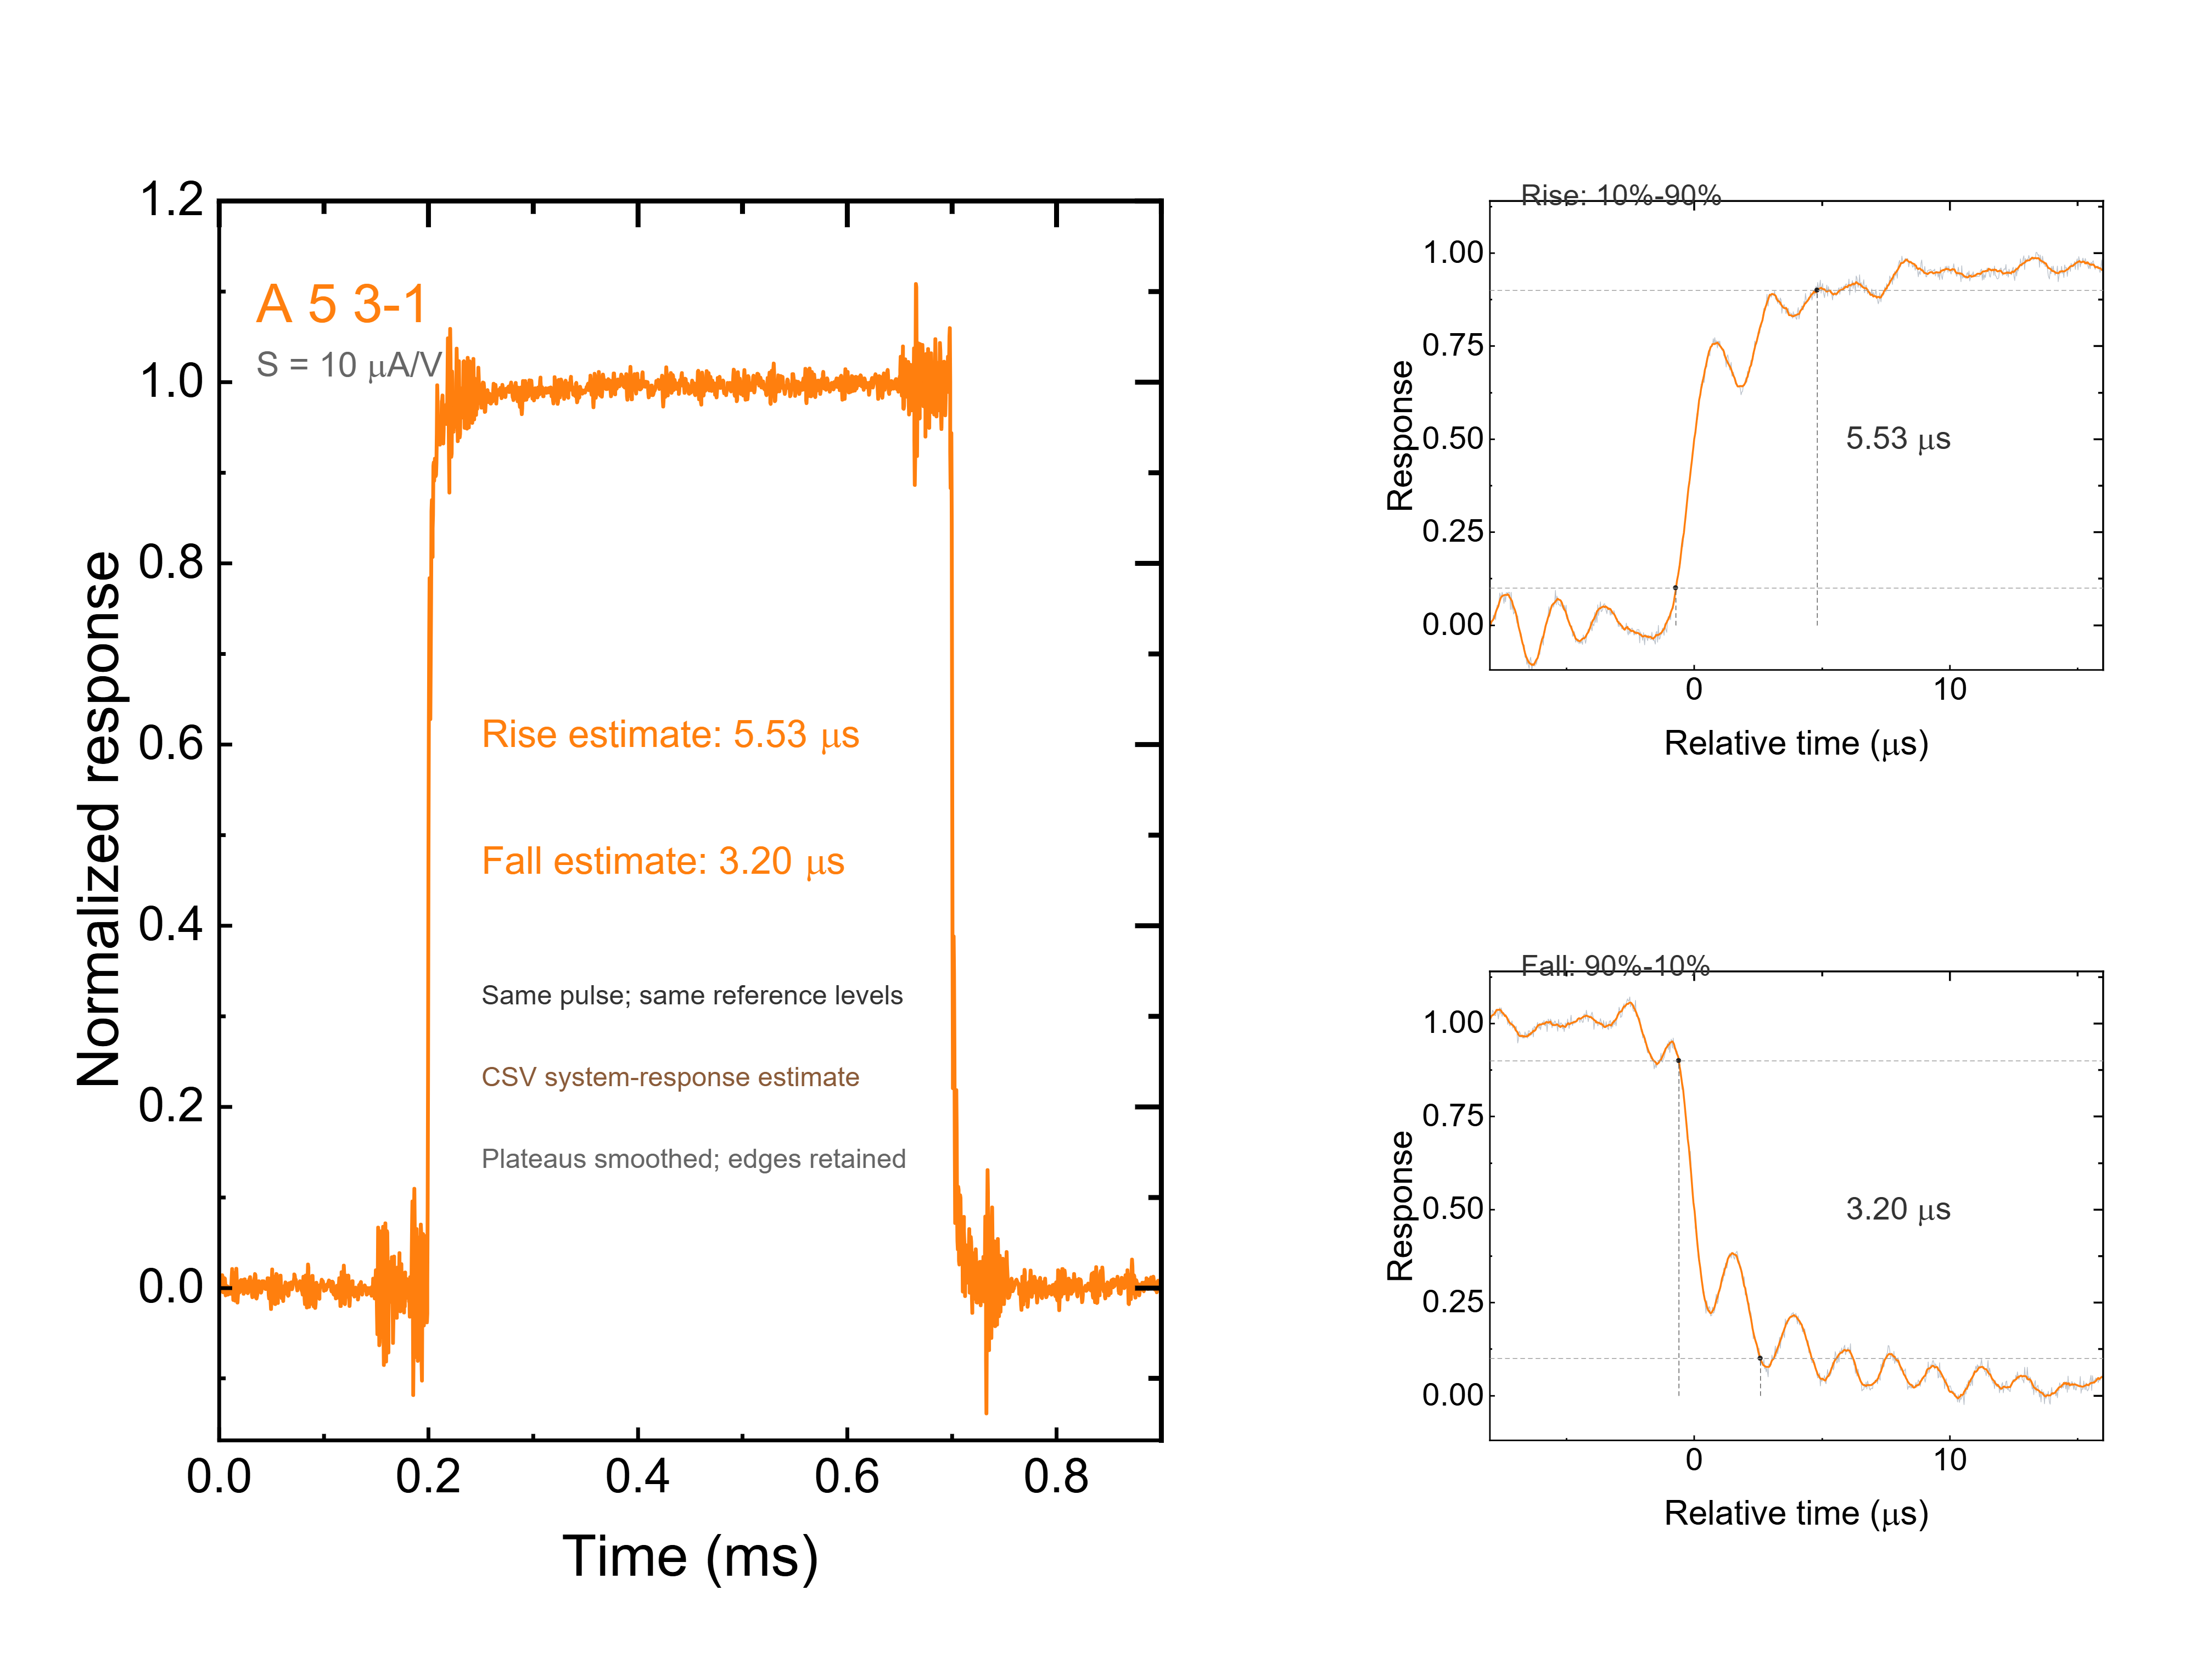 1.2
1.0
0.8
0.6
0.4
0.2
0.0
Normalized response
A 5 3-1
S = 10 μA/V
Rise estimate: 5.53 μs
Fall estimate: 3.20 μs
Same pulse; same reference levels
CSV system-response estimate
Plateaus smoothed; edges retained
0.0 0.2 0.4 0.6 0.8
Time (ms)
Rise: 10%-90%
1.00
0.75
0.50
0.25
0.00
Response
5.53 μs
0 10
Relative time (μs)
Fall: 90%-10%
1.00
0.75
0.50
0.25
0.00
Response
3.20 μs
0 10
Relative time (μs)